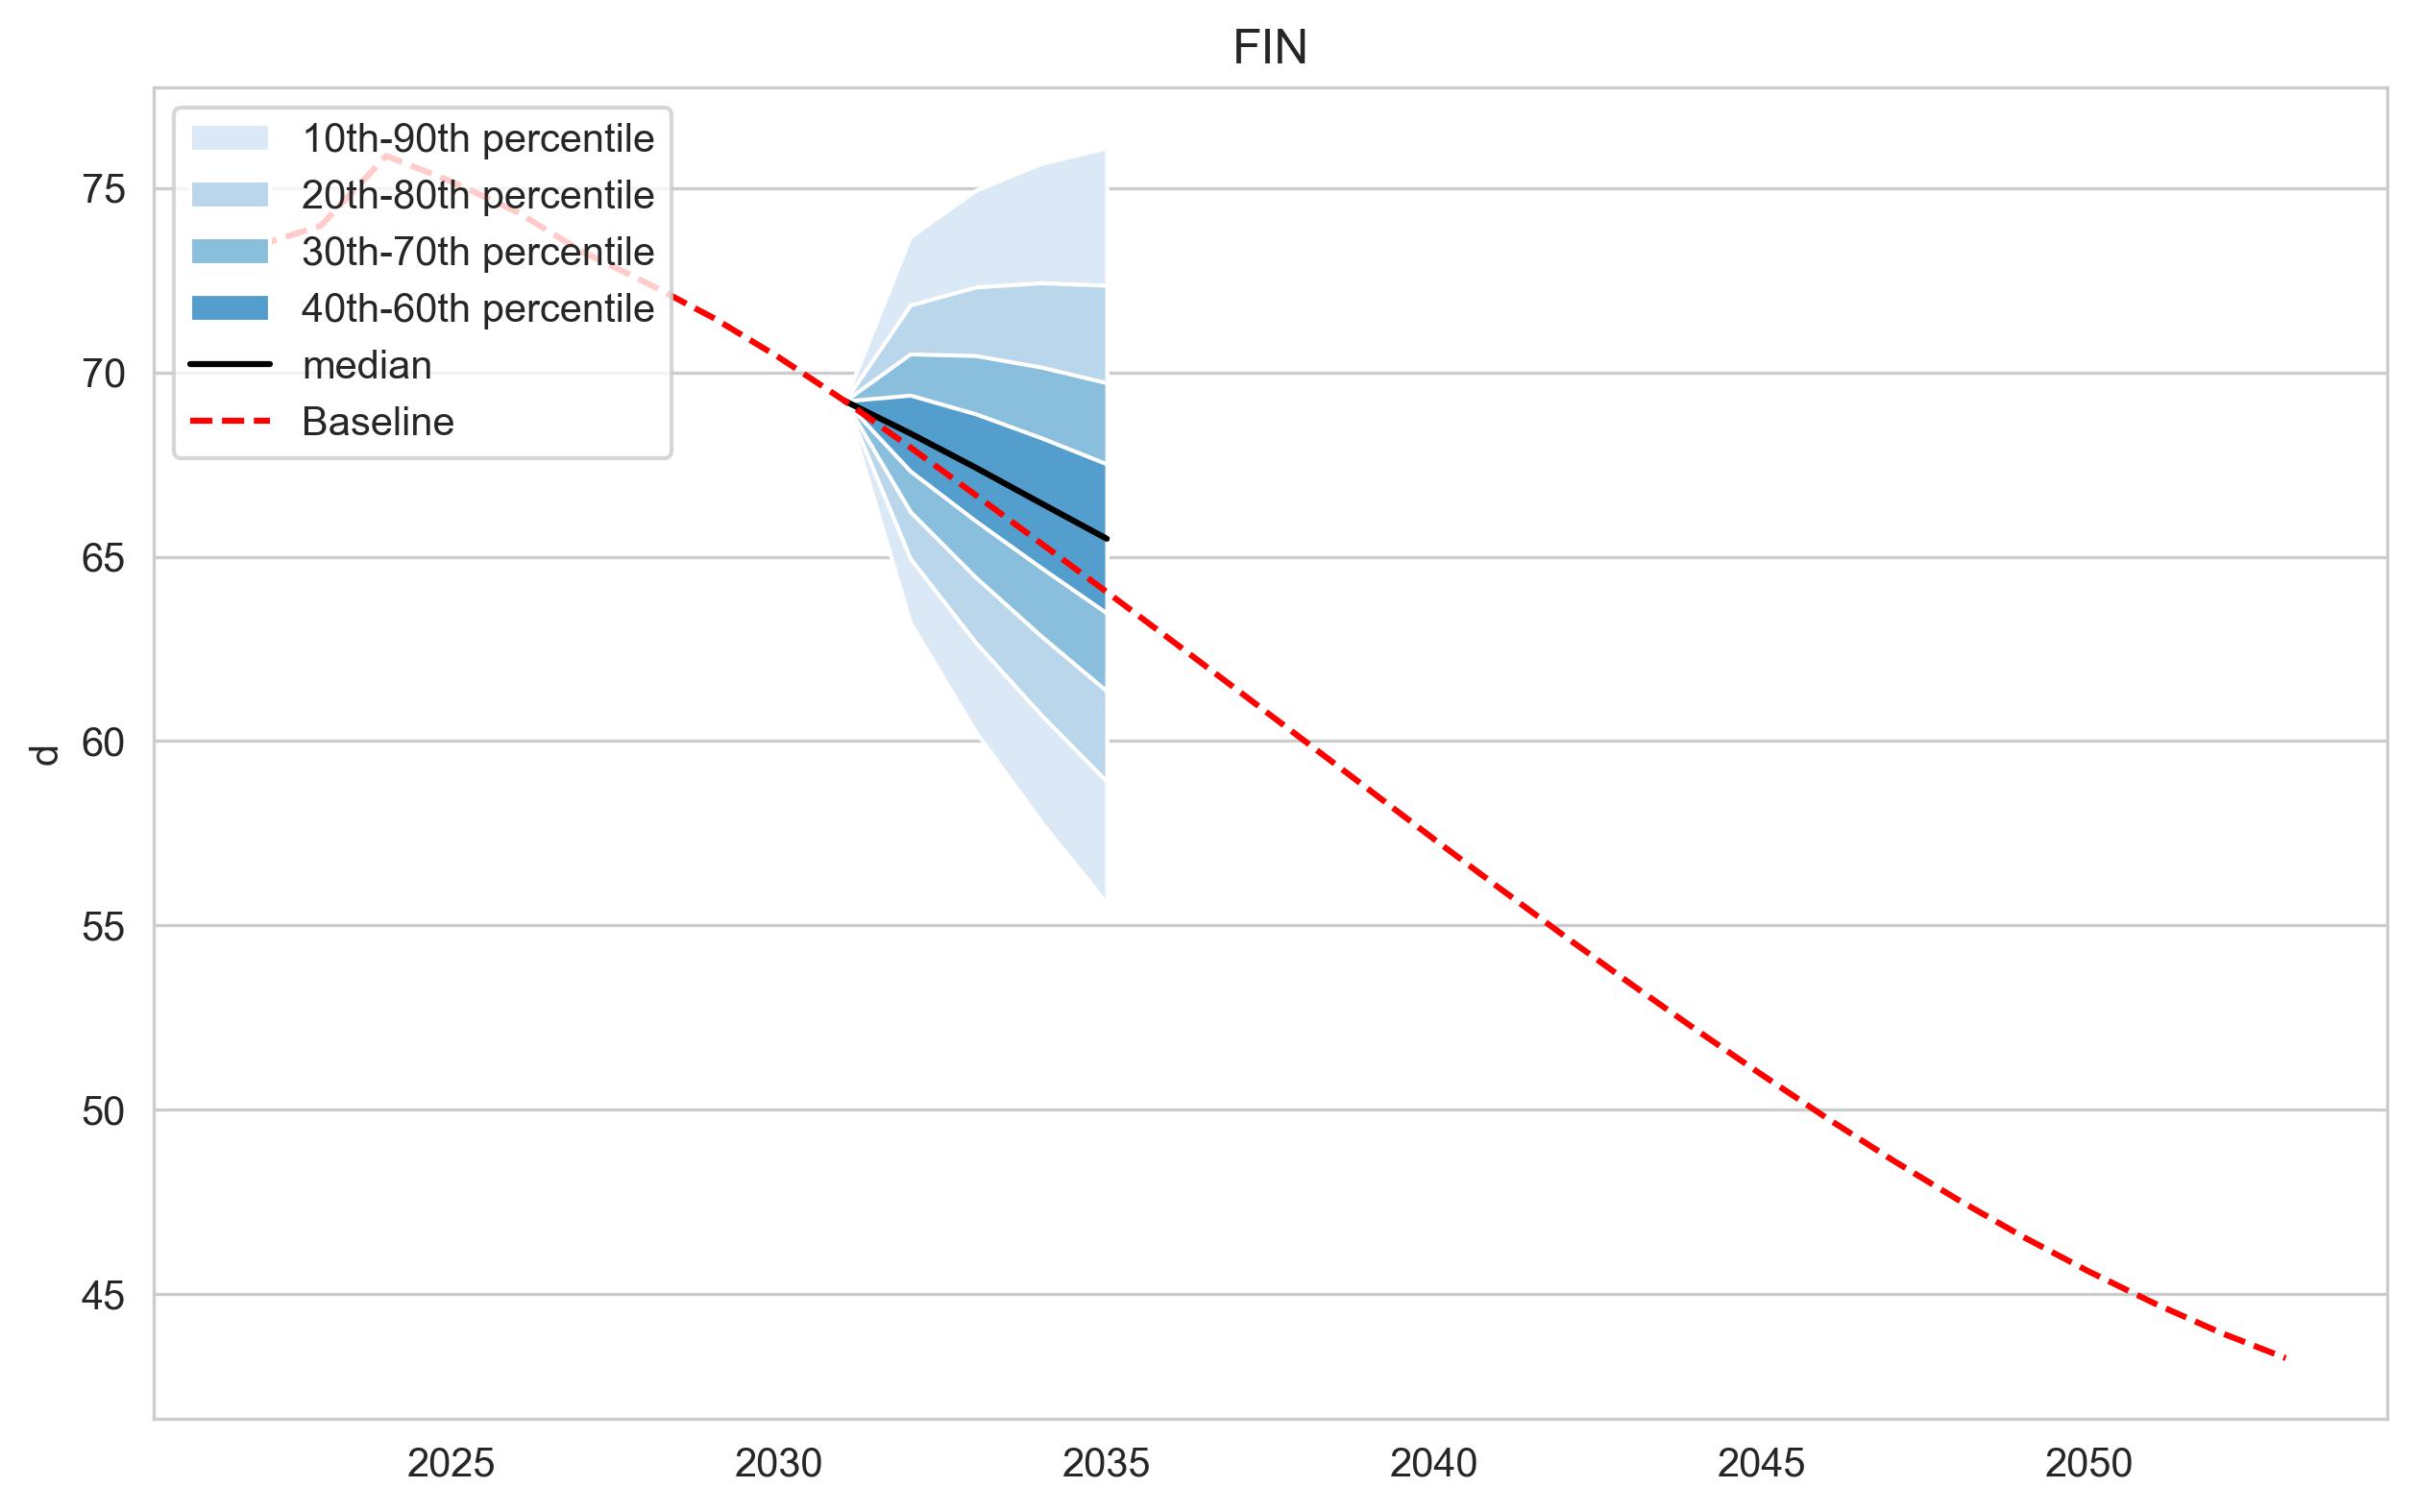 FIN
10th-90th percentile
20th-80th percentile
30th-70th percentile
40th-60th percentile
median
Baseline
d
75
70
65
60
55
50
45
2025 2030 2035 2040 2045 2050